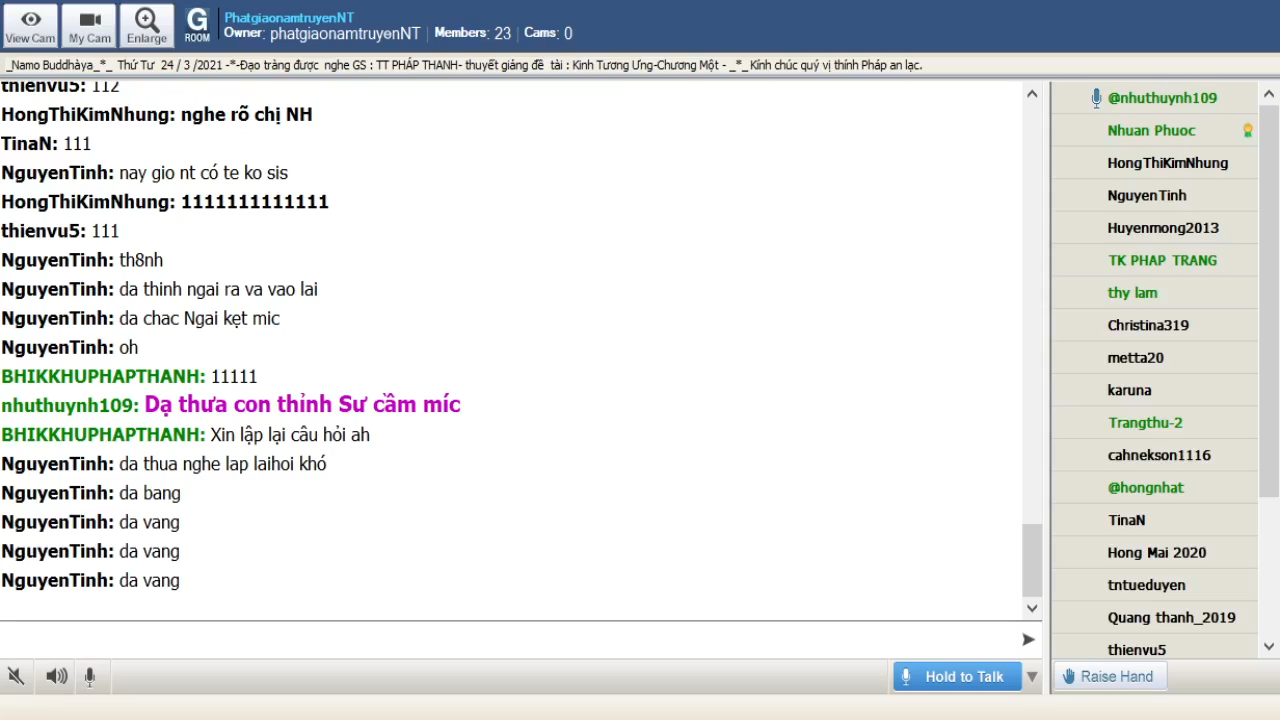 View Cam
My Cam
Enlarge
G
ROOM
PhatgiaonamtruyenNT
Owner: phatgiaonamtruyenNT | Members: 23 | Cams: 0
_Namo Buddhàya_*_ Thứ Tư 24 / 3 /2021 -*-Đạo tràng được nghe GS : TT PHÁP THANH- thuyết giảng đề tài : Kinh Tương Ưng-Chương Một - _*_Kính chúc quý vị thính Pháp an lạc.
thienvu5: 112
HongThiKimNhung: nghe rõ chị NH
TinaN: 111
NguyenTinh: nay gio nt có te ko sis
HongThiKimNhung: 1111111111111
thienvu5: 111
NguyenTinh: th8nh
NguyenTinh: da thinh ngai ra va vao lai
NguyenTinh: da chac Ngai kẹt mic
NguyenTinh: oh
BHIKKHUPHAPTHANH: 11111
nhuthuynh109: Dạ thưa con thỉnh Sư cầm míc
BHIKKHUPHAPTHANH: Xin lập lại câu hỏi ah
NguyenTinh: da thua nghe lap laihoi khó
NguyenTinh: da bang
NguyenTinh: da vang
NguyenTinh: da vang
NguyenTinh: da vang
@nhuthuynh109
Nhuan Phuoc
HongThiKimNhung
NguyenTinh
Huyenmong2013
TK PHAP TRANG
thy lam
Christina319
metta20
karuna
Trangthu-2
cahnekson1116
@hongnhat
TinaN
Hong Mai 2020
tntueduyen
Quang thanh_2019
thienvu5
Hold to Talk
Raise Hand